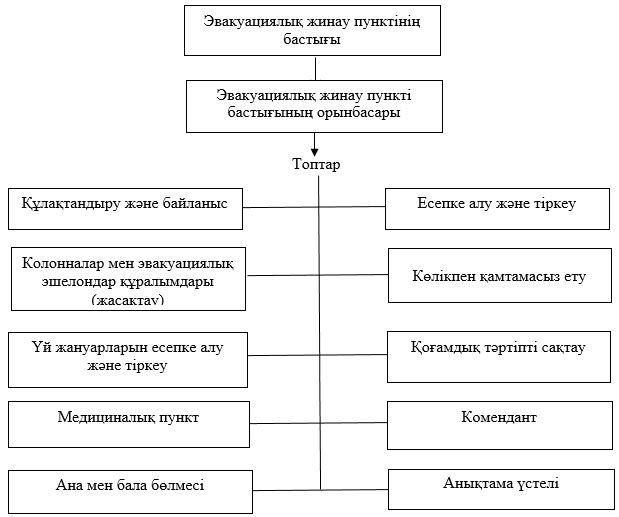 Эвакуациялық жинау пунктінің
бастығы
Эвакуациялық жинау пункті
бастығының орынбасары
Топтар
Құлақтандыру және байланыс
Есепке алу және тіркеу
Колонналар мен эвакуациялық
эшелондар құралымдары
(жасақтау)
Көлікпен қамтамасыз ету
Үй жануарларын есепке алу
және тіркеу
Қоғамдық тәртіпті сақтау
Медициналық пункт
Комендант
Ана мен бала бөлмесі
Анықтама үстелі